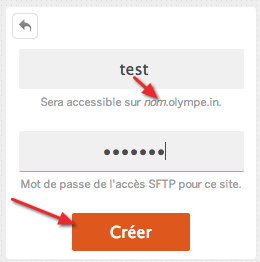 test
Sera accessible sur nom.olympe.in.
•••••••
Mot de passe de l'accès SFTP pour ce site.
Créer